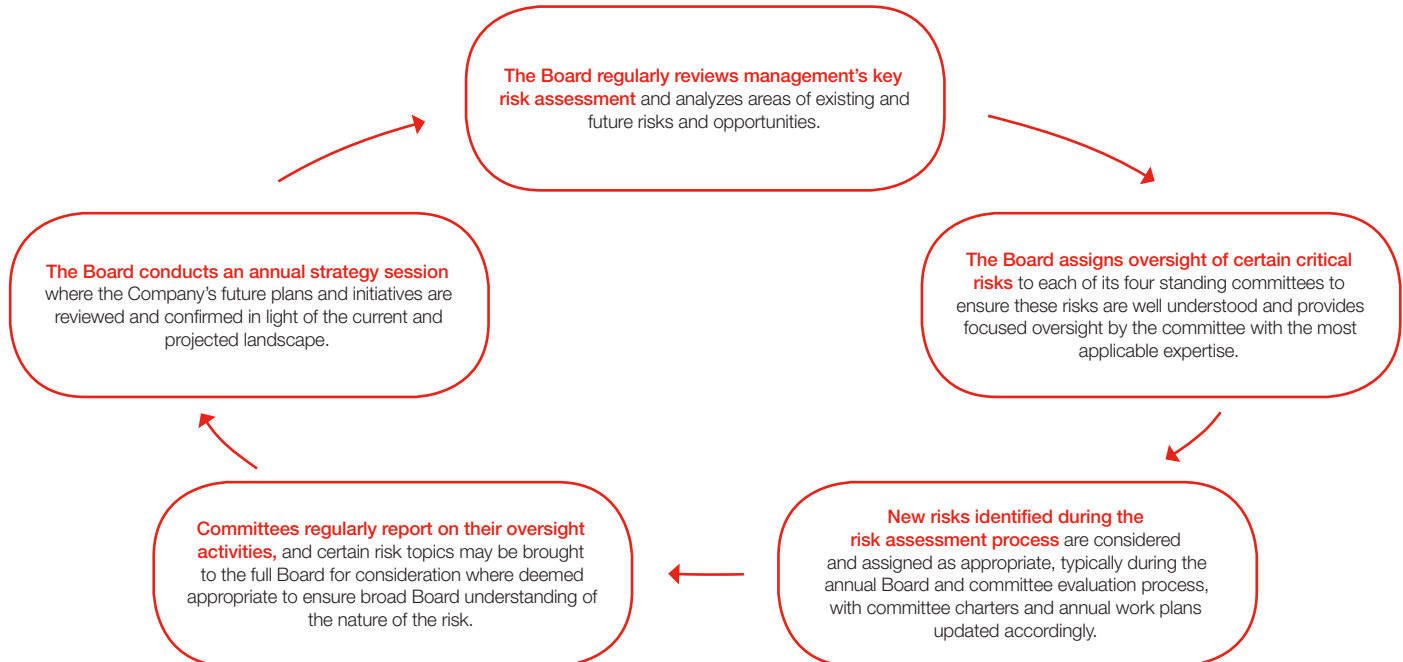 The Board regularly reviews management’s key
risk assessment and analyzes areas of existing and
future risks and opportunities.
The Board assigns oversight of certain critical
risks to each of its four standing committees to
ensure these risks are well understood and provides
focused oversight by the committee with the most
applicable expertise.
New risks identified during the
risk assessment process are considered
and assigned as appropriate, typically during the
annual Board and committee evaluation process,
with committee charters and annual work plans
updated accordingly.
Committees regularly report on their oversight
activities, and certain risk topics may be brought
to the full Board for consideration where deemed
appropriate to ensure broad Board understanding of
the nature of the risk.
The Board conducts an annual strategy session
where the Company’s future plans and initiatives are
reviewed and confirmed in light of the current and
projected landscape.